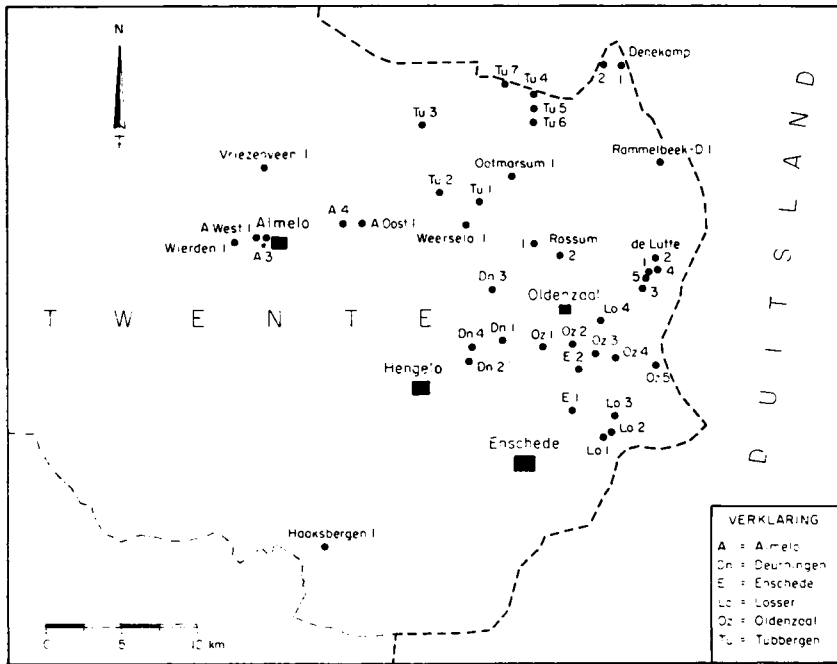 N
Denekamp
2 1
Tu 7 Tu 4
Tu 5
Tu 6
Tu 3
Vriezenveen 1
Ootmarsum 1
Rammelbeek-D 1
Tu 2
Tu 1
A 4
A Oost 1
A West 1 Almelo
Wierden 1
A 3
Weerselo 1
1 Rossum
2
de Lutte
1 2
5 4
3
Dn 3
Oldenzaal
Lo 4
T W E N T E
Dn 4 Dn 1
Oz 1 Oz 2
Oz 3
Oz 4
Dn 2
E 2
Oz 5
Hengelo
E 1
Lo 3
Lo 2
Lo 1
Enschede
Haaksbergen 1
D U I T S L A N D
0 5 10 km
VERKLARING
A = Almelo
Dn = Deurningen
E = Enschede
Lo = Losser
Oz = Oldenzaal
Tu = Tubbergen